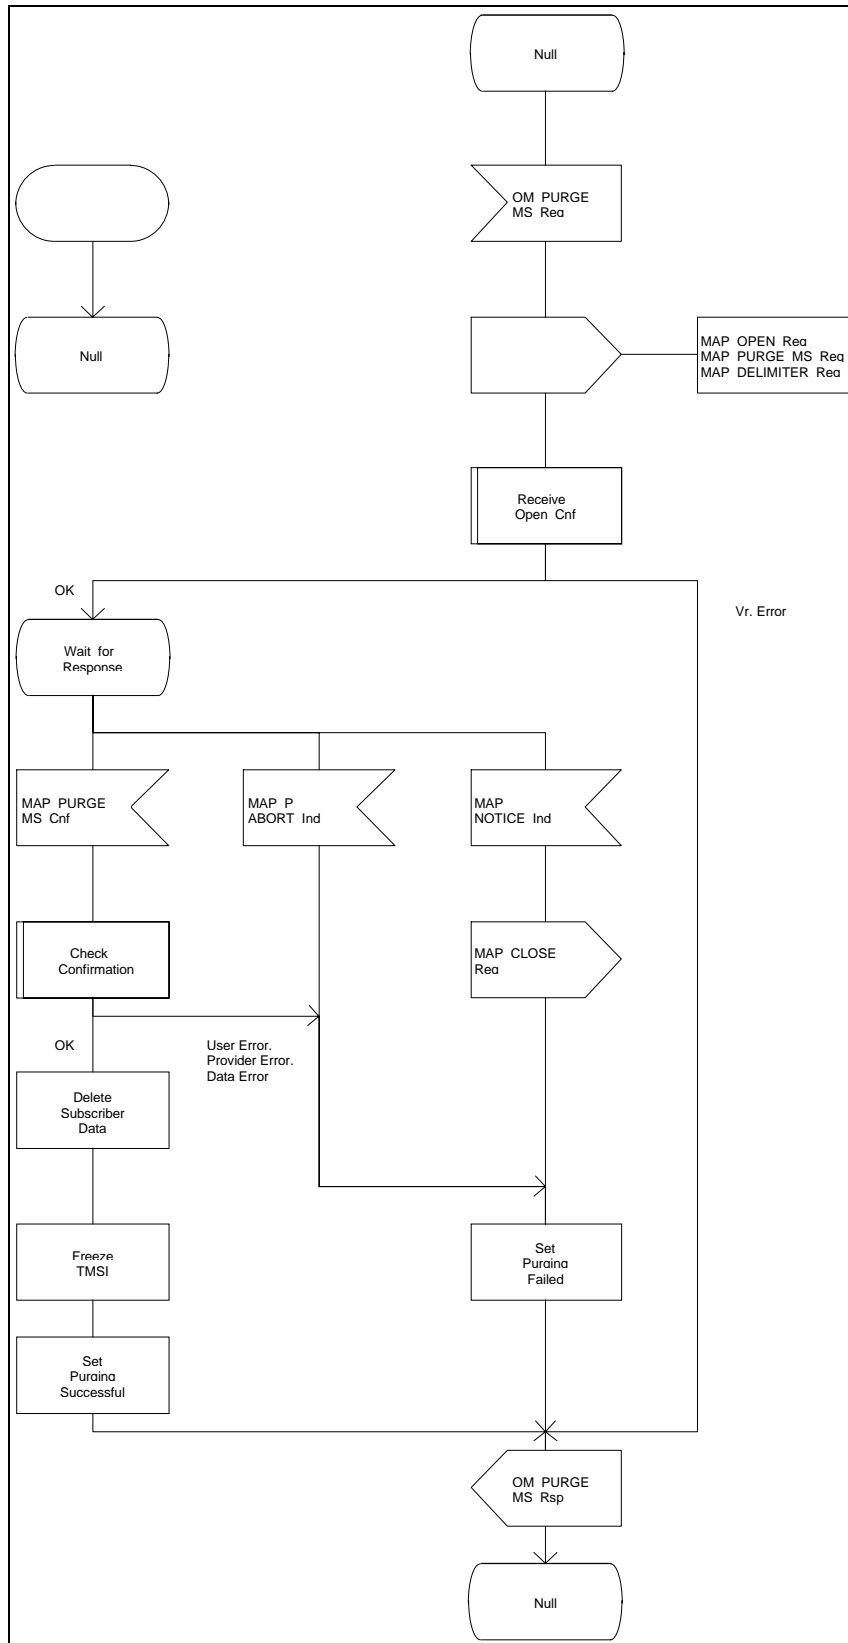 Null
OM PURGE
MS Req
Null
MAP OPEN Req
MAP PURGE MS Req
MAP DELIMITER Req
Receive
Open Cnf
OK
Vr. Error
Wait for
Response
MAP PURGE
MS Cnf
MAP P
ABORT Ind
MAP
NOTICE Ind
Check
Confirmation
MAP CLOSE
Req
OK
User Error.
Provider Error.
Data Error
Delete
Subscriber
Data
Freeze
TMSI
Set
Purging
Failed
Set
Purging
Successful
OM PURGE
MS Rsp
Null